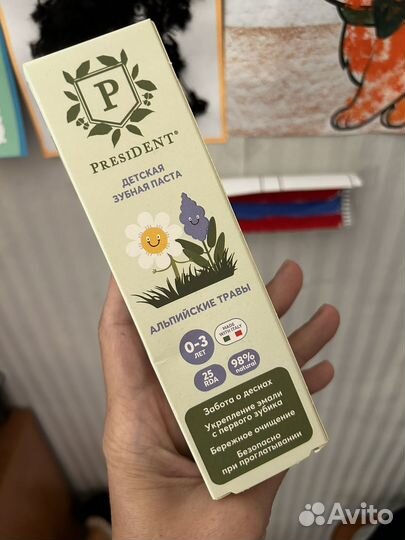 P
PRESIDENT®
ДЕТСКАЯ
ЗУБНАЯ ПАСТА
АЛЬПИЙСКИЕ ТРАВЫ
0-3
ЛЕТ
MADE
WITH ITALY
25
RDA
98%
natural
Забота о деснах
Укрепление эмали
с первого зубика
Бережное очищение
Безопасно
при проглатывании
Avito